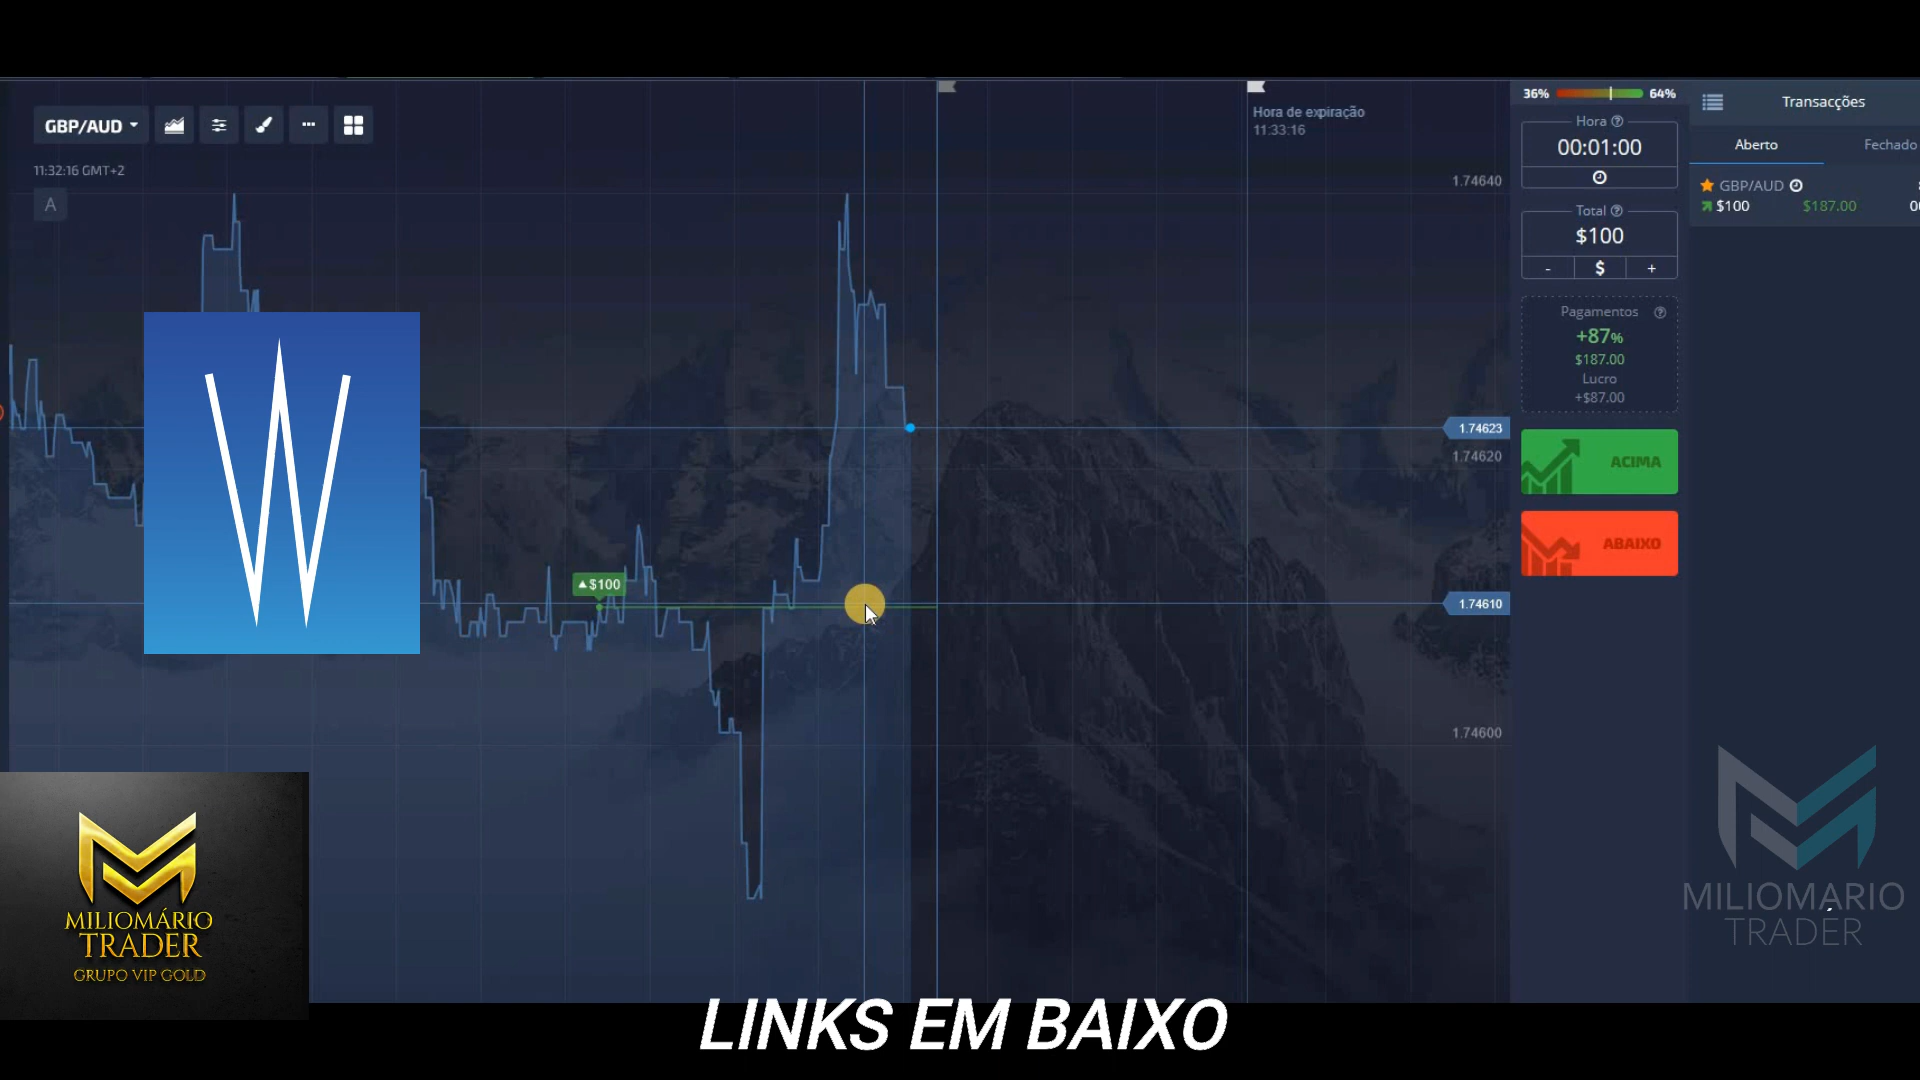 GBP/AUD
11:32:16 GMT+2
A
Hora de expiração
11:33:16
1.74640
1.74623
1.74620
1.74610
1.74600
▲$100
W
36% 64%
Hora
00:01:00
Total
$100
- $ +
Pagamentos
+87%
$187.00
Lucro
+$87.00
ACIMA
ABAIXO
Transacções
Aberto Fechado
GBP/AUD
$100 $187.00
MILIOMÁRIO
TRADER
GRUPO VIP GOLD
MILIOMÁRIO
TRADER
LINKS EM BAIXO